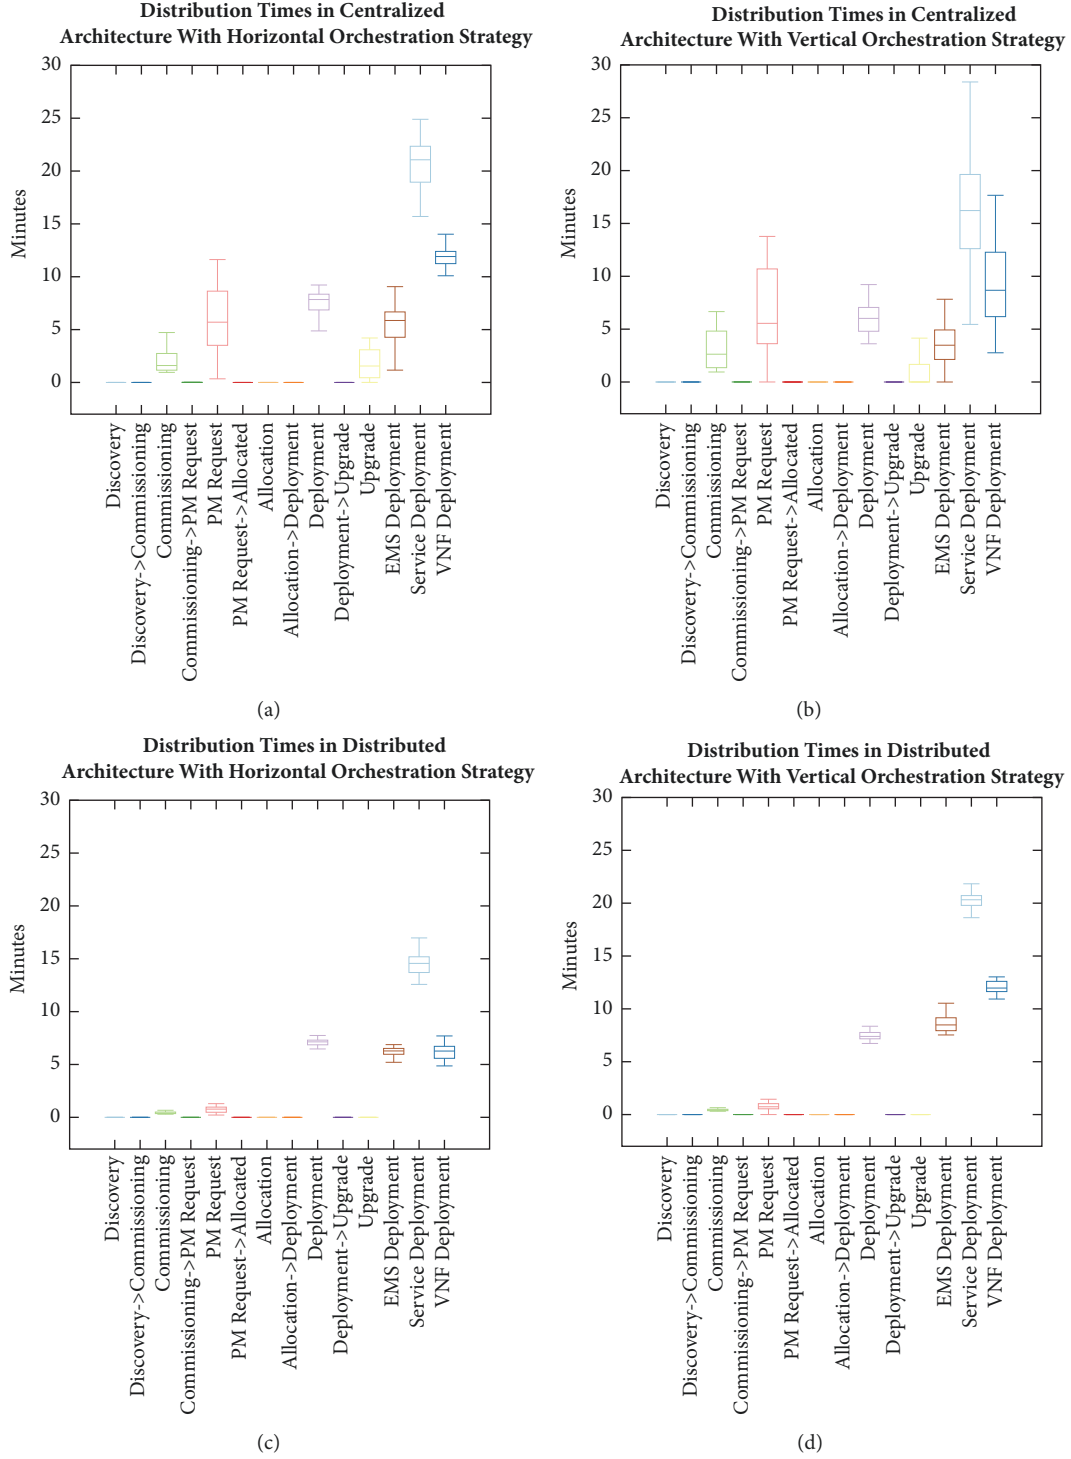 Distribution Times in Centralized
Architecture With Horizontal Orchestration Strategy
30
25
20
15
10
5
0
Minutes
Discovery
Discovery->Commissioning
Commissioning
Commissioning->PM Request
PM Request
PM Request->Allocated
Allocation
Allocation->Deployment
Deployment
Deployment->Upgrade
Upgrade
EMS Deployment
Service Deployment
VNF Deployment
(a)
Distribution Times in Centralized
Architecture With Vertical Orchestration Strategy
30
25
20
15
10
5
0
Minutes
Discovery
Discovery->Commissioning
Commissioning
Commissioning->PM Request
PM Request
PM Request->Allocated
Allocation
Allocation->Deployment
Deployment
Deployment->Upgrade
Upgrade
EMS Deployment
Service Deployment
VNF Deployment
(b)
Distribution Times in Distributed
Architecture With Horizontal Orchestration Strategy
30
25
20
15
10
5
0
Minutes
Discovery
Discovery->Commissioning
Commissioning
Commissioning->PM Request
PM Request
PM Request->Allocated
Allocation
Allocation->Deployment
Deployment
Deployment->Upgrade
Upgrade
EMS Deployment
Service Deployment
VNF Deployment
(c)
Distribution Times in Distributed
Architecture With Vertical Orchestration Strategy
30
25
20
15
10
5
0
Minutes
Discovery
Discovery->Commissioning
Commissioning
Commissioning->PM Request
PM Request
PM Request->Allocated
Allocation
Allocation->Deployment
Deployment
Deployment->Upgrade
Upgrade
EMS Deployment
Service Deployment
VNF Deployment
(d)